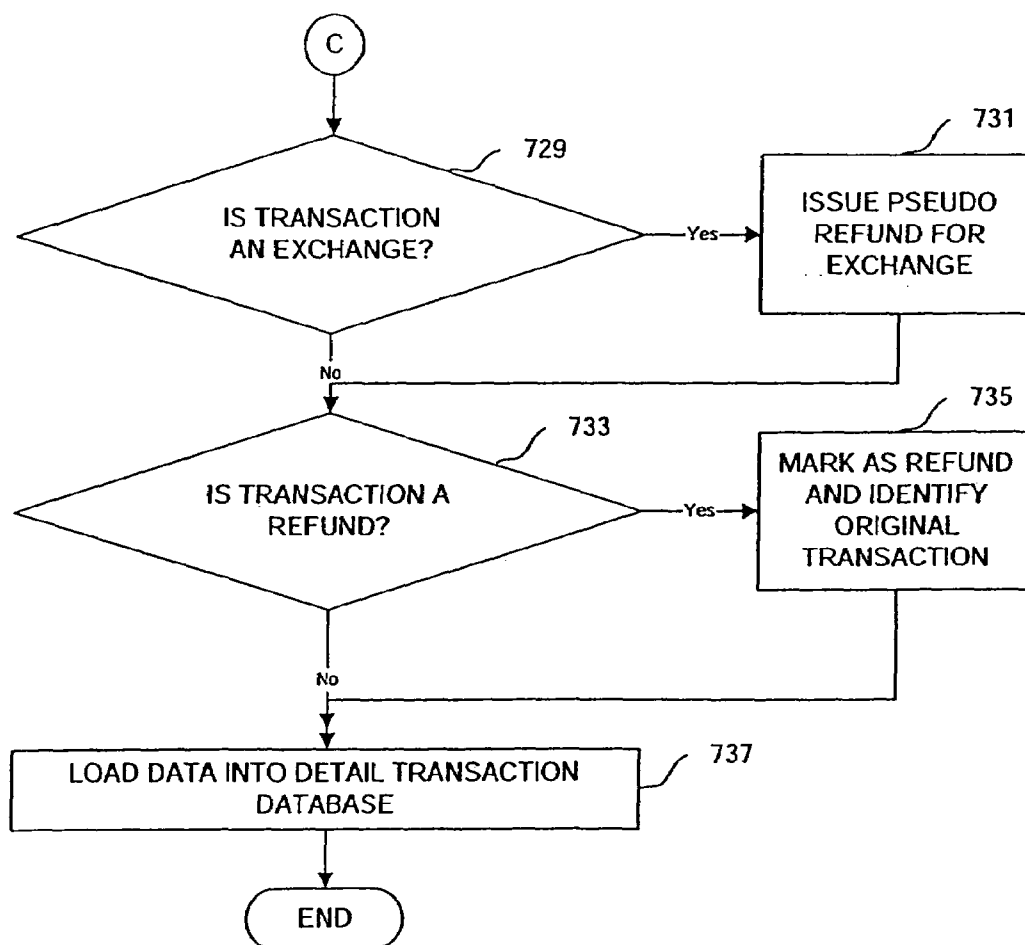 C
729
IS TRANSACTION
AN EXCHANGE?
Yes
731
ISSUE PSEUDO
REFUND FOR
EXCHANGE
No
733
IS TRANSACTION A
REFUND?
Yes
735
MARK AS REFUND
AND IDENTIFY
ORIGINAL
TRANSACTION
No
737
LOAD DATA INTO DETAIL TRANSACTION
DATABASE
END